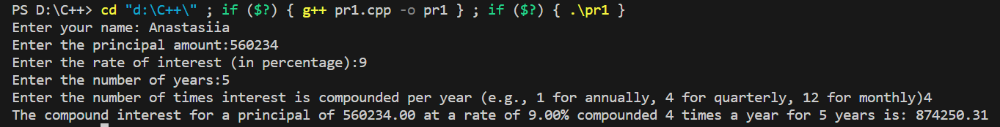 PS D:\C++> cd "d:\C++\" ; if ($?) { g++ pr1.cpp -o pr1 } ; if ($?) { .\pr1 }
Enter your name: Anastasiia
Enter the principal amount:560234
Enter the rate of interest (in percentage):9
Enter the number of years:5
Enter the number of times interest is compounded per year (e.g., 1 for annually, 4 for quarterly, 12 for monthly)4
The compound interest for a principal of 560234.00 at a rate of 9.00% compounded 4 times a year for 5 years is: 874250.31